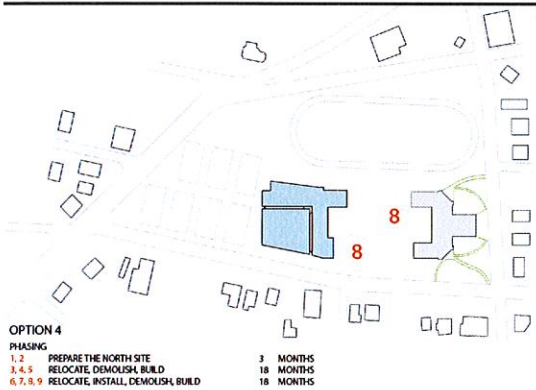 8
8
OPTION 4
PHASING
1, 2 PREPARE THE NORTH SITE 3 MONTHS
3, 4, 5 RELOCATE, DEMOLISH, BUILD 18 MONTHS
6, 7, 8, 9 RELOCATE, INSTALL, DEMOLISH, BUILD 18 MONTHS